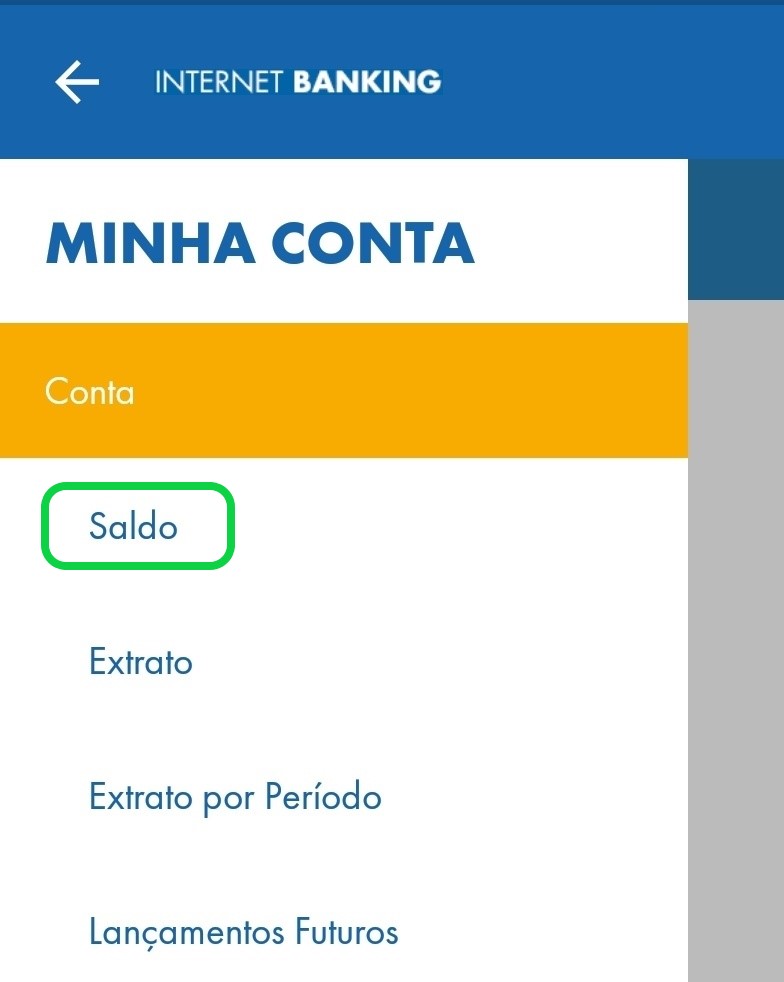 INTERNET BANKING
MINHA CONTA
Conta
Saldo
Extrato
Extrato por Período
Lançamentos Futuros